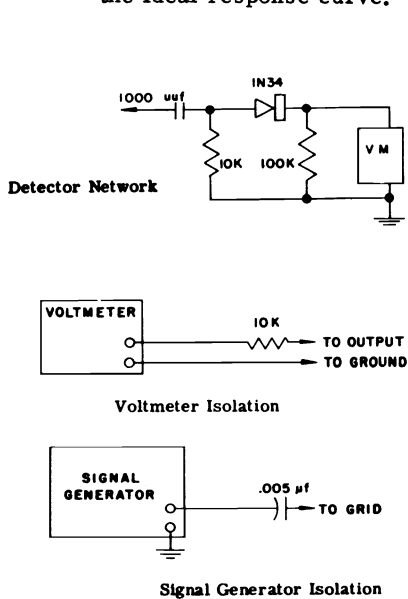 the ideal response curve.
1N34
1000 uuf
10K
100K
VM
Detector Network
VOLTMETER
10K
TO OUTPUT
TO GROUND
Voltmeter Isolation
SIGNAL
GENERATOR
.005 µf
TO GRID
Signal Generator Isolation